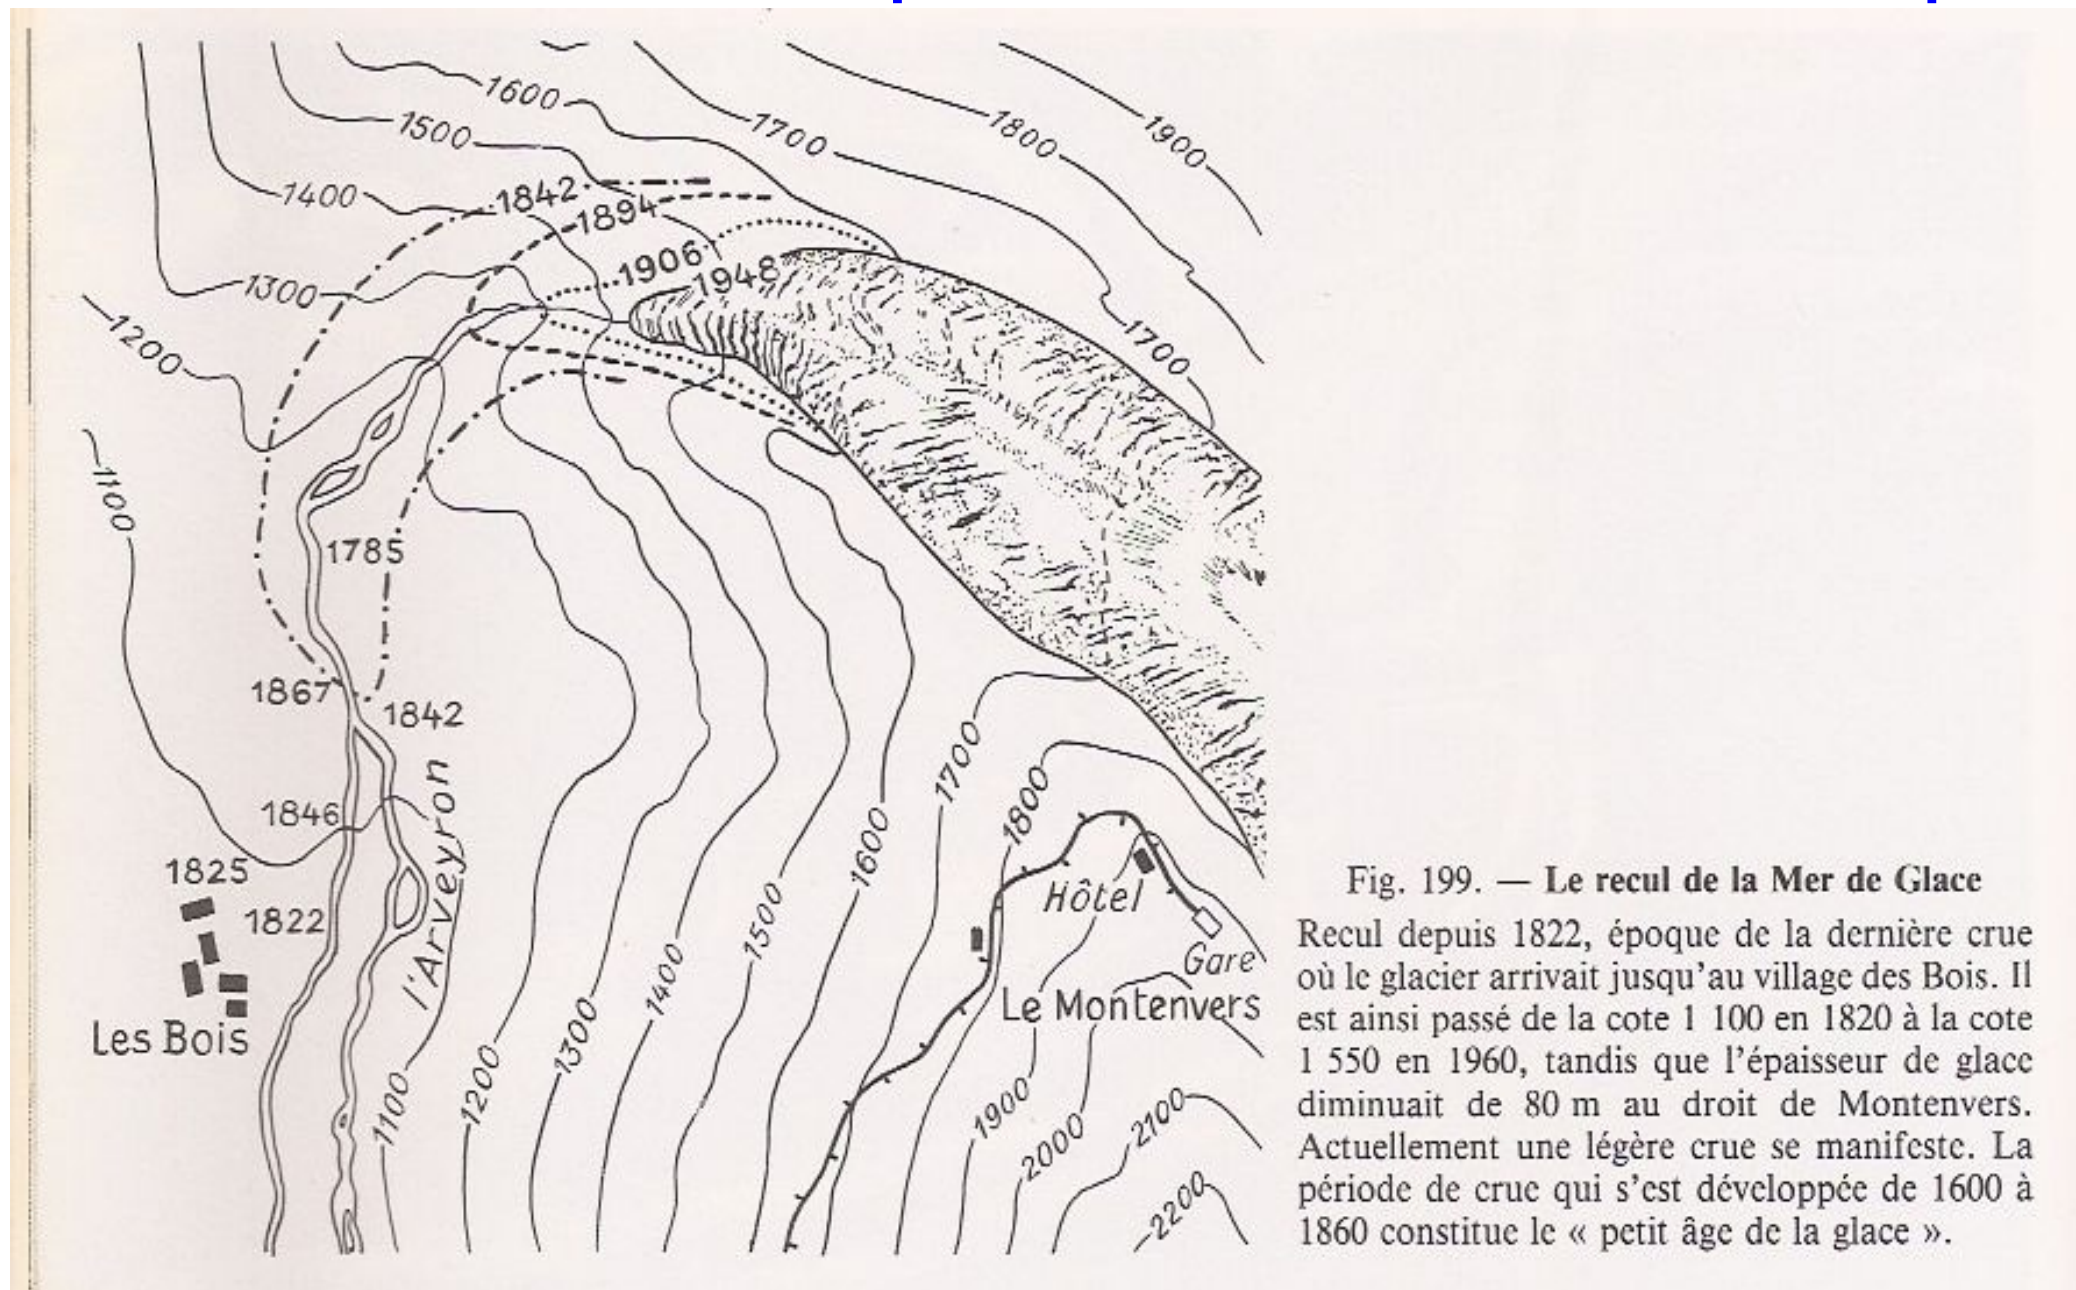 1600
1500
1700
1800
1900
1400
1842
1894
1906
1948
1300
1200
1700
1100
1785
1867
1842
1846
1825
1822
l'Arveyron
Les Bois
1700
1800
1600
1500
1400
1300
1200
1100
Hôtel
Gare
Le Montenvers
1900
2000
2100
2200
Fig. 199. — Le recul de la Mer de Glace
Recul depuis 1822, époque de la dernière crue
où le glacier arrivait jusqu'au village des Bois. Il
est ainsi passé de la cote 1 100 en 1820 à la cote
1 550 en 1960, tandis que l'épaisseur de glace
diminuait de 80 m au droit de Montenvers.
Actuellement une légère crue se manifeste. La
période de crue qui s'est développée de 1600 à
1860 constitue le « petit âge de la glace ».